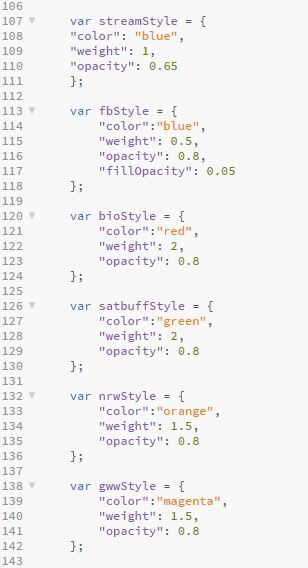 106
107 ▼ var streamStyle = {
108 "color": "blue",
109 "weight": 1,
110 "opacity": 0.65
111 };
112
113 ▼ var fbStyle = {
114 "color":"blue",
115 "weight": 0.5,
116 "opacity": 0.8,
117 "fillOpacity": 0.05
118 };
119
120 ▼ var bioStyle = {
121 "color":"red",
122 "weight": 2,
123 "opacity": 0.8
124 };
125
126 ▼ var satbuffStyle = {
127 "color":"green",
128 "weight": 2,
129 "opacity": 0.8
130 };
131
132 ▼ var nrwStyle = {
133 "color":"orange",
134 "weight": 1.5,
135 "opacity": 0.8
136 };
137
138 ▼ var gwwStyle = {
139 "color":"magenta",
140 "weight": 1.5,
141 "opacity": 0.8
142 };
143